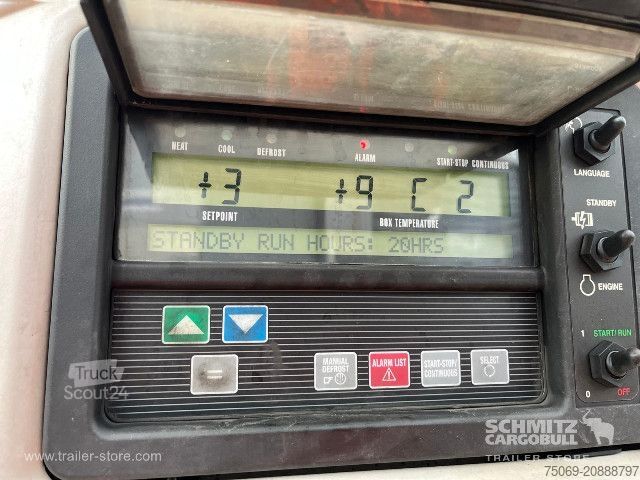 HEAT COOL DEFROST ALARM START-STOP CONTINUOUS
+3 +9 C 2
SETPOINT BOX TEMPERATURE
STANDBY RUN HOURS: 20HRS
LANGUAGE
STANDBY
ENGINE
1 START/RUN
0 OFF
MANUAL DEFROST
ALARM LIST
START-STOP/CONTINUOUS
SELECT
=
Truck
Scout24
SCHMITZ
CARGOBULL
TRAILER STORE
www.trailer-store.com
75069-20888797